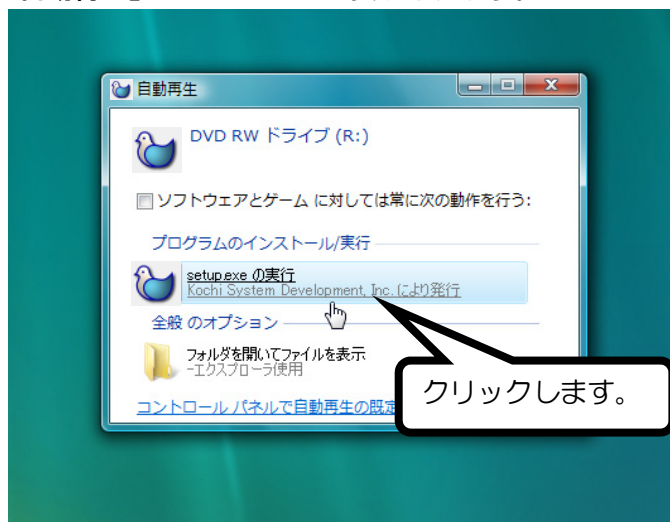 自動再生
DVD RW ドライブ (R:)
ソフトウェアとゲーム に対しては常に次の動作を行う:
プログラムのインストール/実行
setup.exe の実行
Kochi System Development, Inc. により発行
全般 のオプション
フォルダを開いてファイルを表示
-エクスプローラ使用
クリックします。
コントロール パネルで自動再生の既定